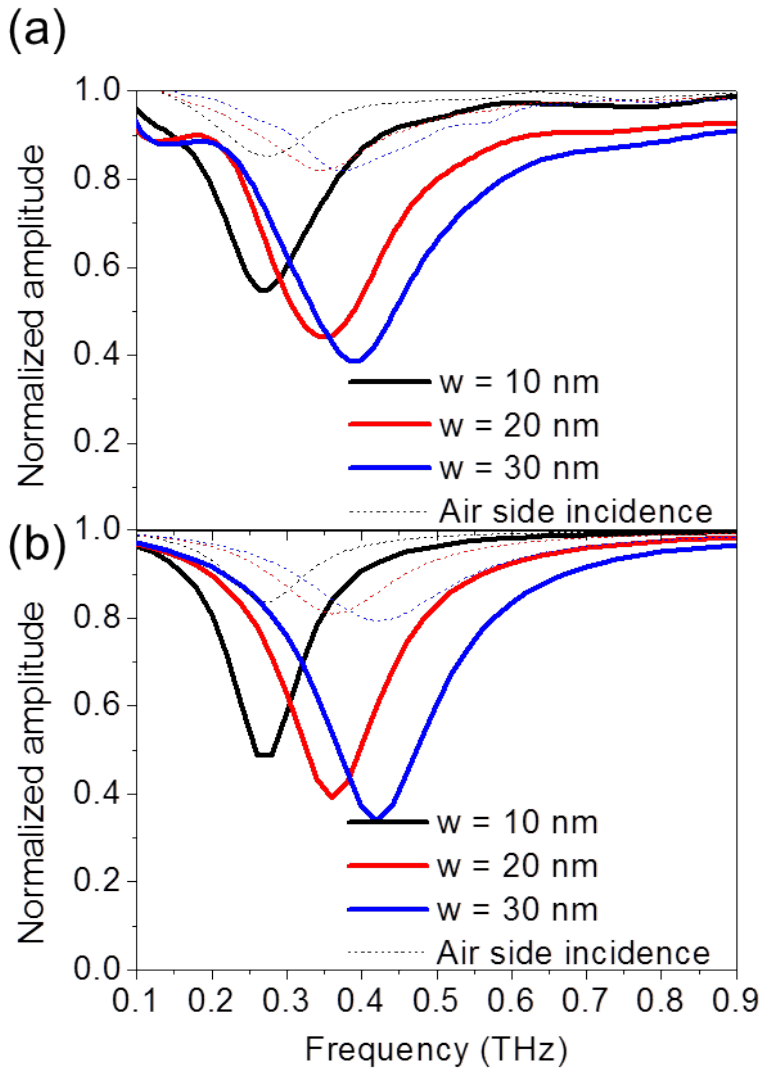 (a)
Normalized amplitude
1.0
0.8
0.6
0.4
0.2
w = 10 nm
w = 20 nm
w = 30 nm
Air side incidence
(b)
Normalized amplitude
1.0
0.8
0.6
0.4
0.2
0.0
w = 10 nm
w = 20 nm
w = 30 nm
Air side incidence
0.1 0.2 0.3 0.4 0.5 0.6 0.7 0.8 0.9
Frequency (THz)